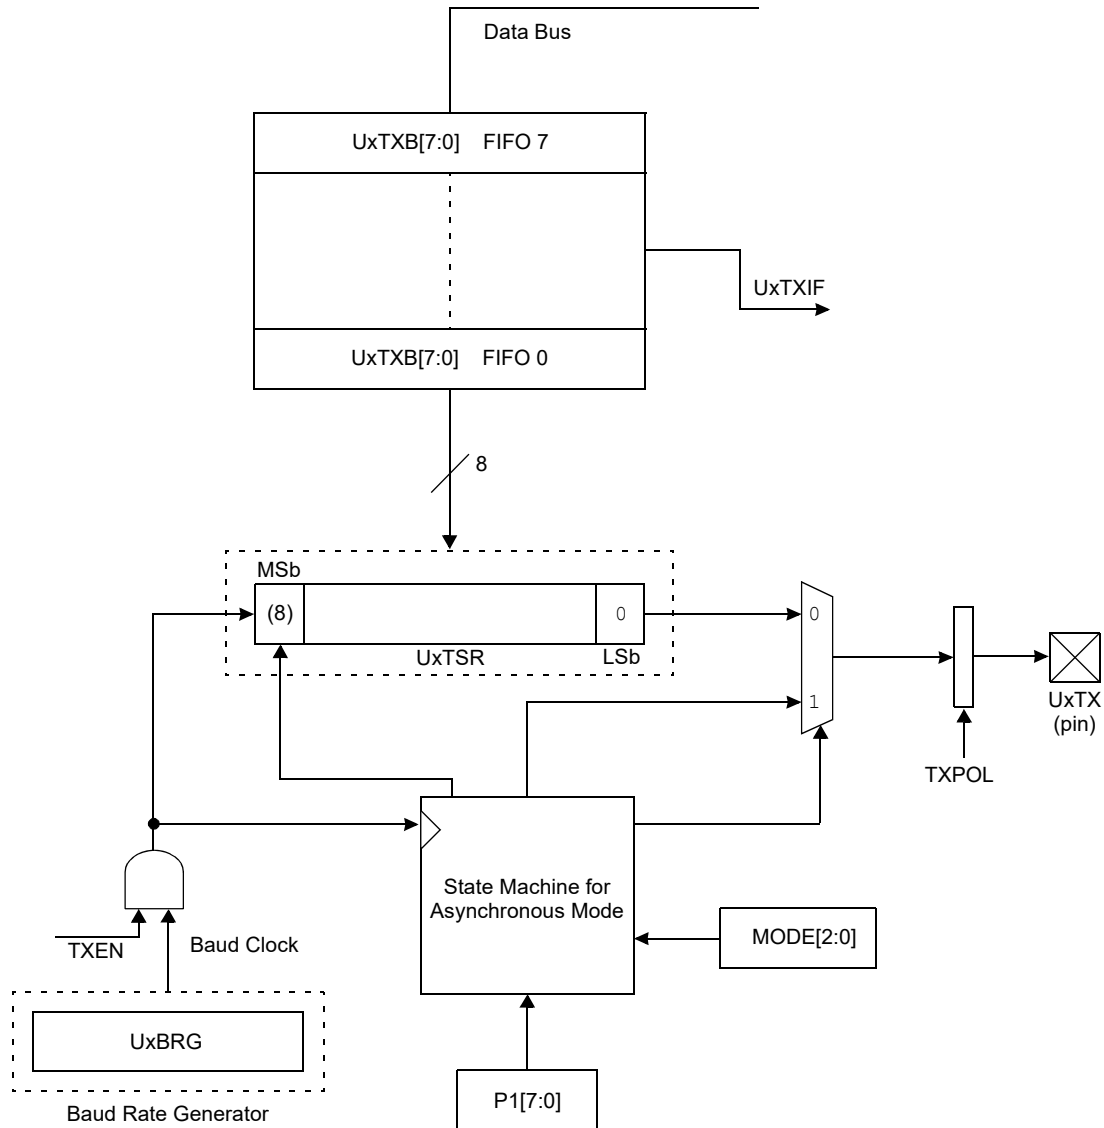 Data Bus
UxTXB[7:0] FIFO 7
UxTXIF
UxTXB[7:0] FIFO 0
8
MSb
(8)
0
UxTSR
LSb
0
1
UxTX
(pin)
TXPOL
State Machine for
Asynchronous Mode
TXEN
Baud Clock
MODE[2:0]
UxBRG
P1[7:0]
Baud Rate Generator